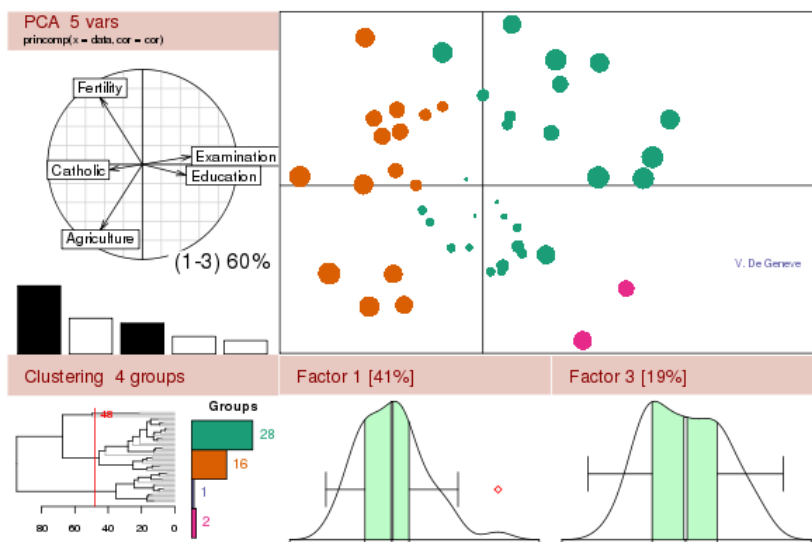 PCA 5 vars
princomp(x = data, cor = cor)
Fertility
Examination
Catholic
Education
Agriculture
(1-3) 60%
V. De Geneve
Clustering 4 groups
Factor 1 [41%]
Factor 3 [19%]
Groups
48
28
16
1
2
80 60 40 20 0